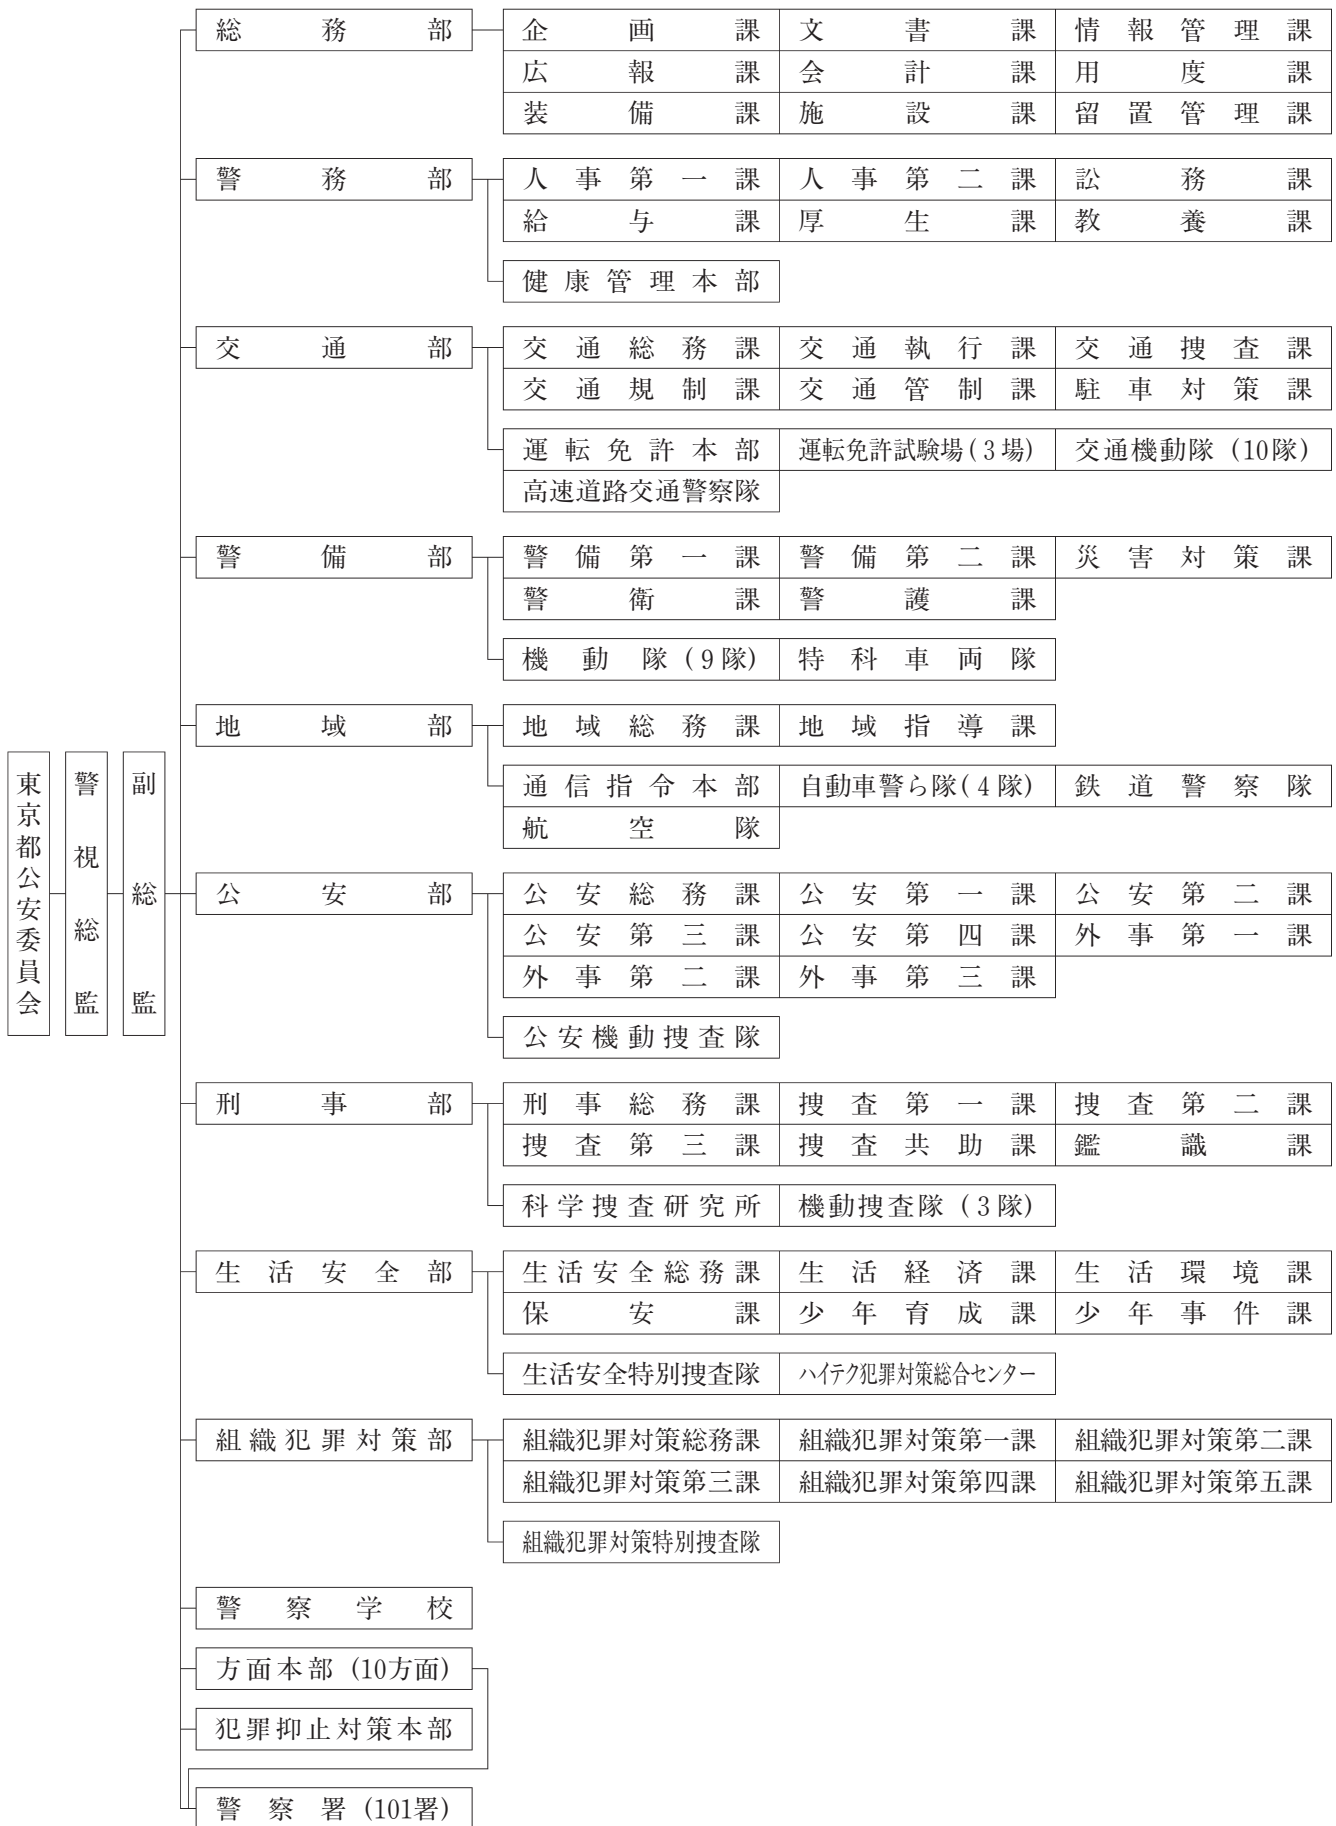 東京都公安委員会
警視総監
副総監
総務部
企画課 文書課 情報管理課
広報課 会計課 用度課
装備課 施設課 留置管理課
警務部
人事第一課 人事第二課 訟務課
給与課 厚生課 教養課
健康管理本部
交通部
交通総務課 交通執行課 交通捜査課
交通規制課 交通管制課 駐車対策課
運転免許本部 運転免許試験場(3場) 交通機動隊(10隊)
高速道路交通警察隊
警備部
警備第一課 警備第二課 災害対策課
警衛課 警護課
機動隊(9隊) 特科車両隊
地域部
地域総務課 地域指導課
通信指令本部 自動車警ら隊(4隊) 鉄道警察隊
航空隊
公安部
公安総務課 公安第一課 公安第二課
公安第三課 公安第四課 外事第一課
外事第二課 外事第三課
公安機動捜査隊
刑事部
刑事総務課 捜査第一課 捜査第二課
捜査第三課 捜査共助課 鑑識課
科学捜査研究所 機動捜査隊(3隊)
生活安全部
生活安全総務課 生活経済課 生活環境課
保安課 少年育成課 少年事件課
生活安全特別捜査隊 ハイテク犯罪対策総合センター
組織犯罪対策部
組織犯罪対策総務課 組織犯罪対策第一課 組織犯罪対策第二課
組織犯罪対策第三課 組織犯罪対策第四課 組織犯罪対策第五課
組織犯罪対策特別捜査隊
警察学校
方面本部(10方面)
犯罪抑止対策本部
警察署(101署)